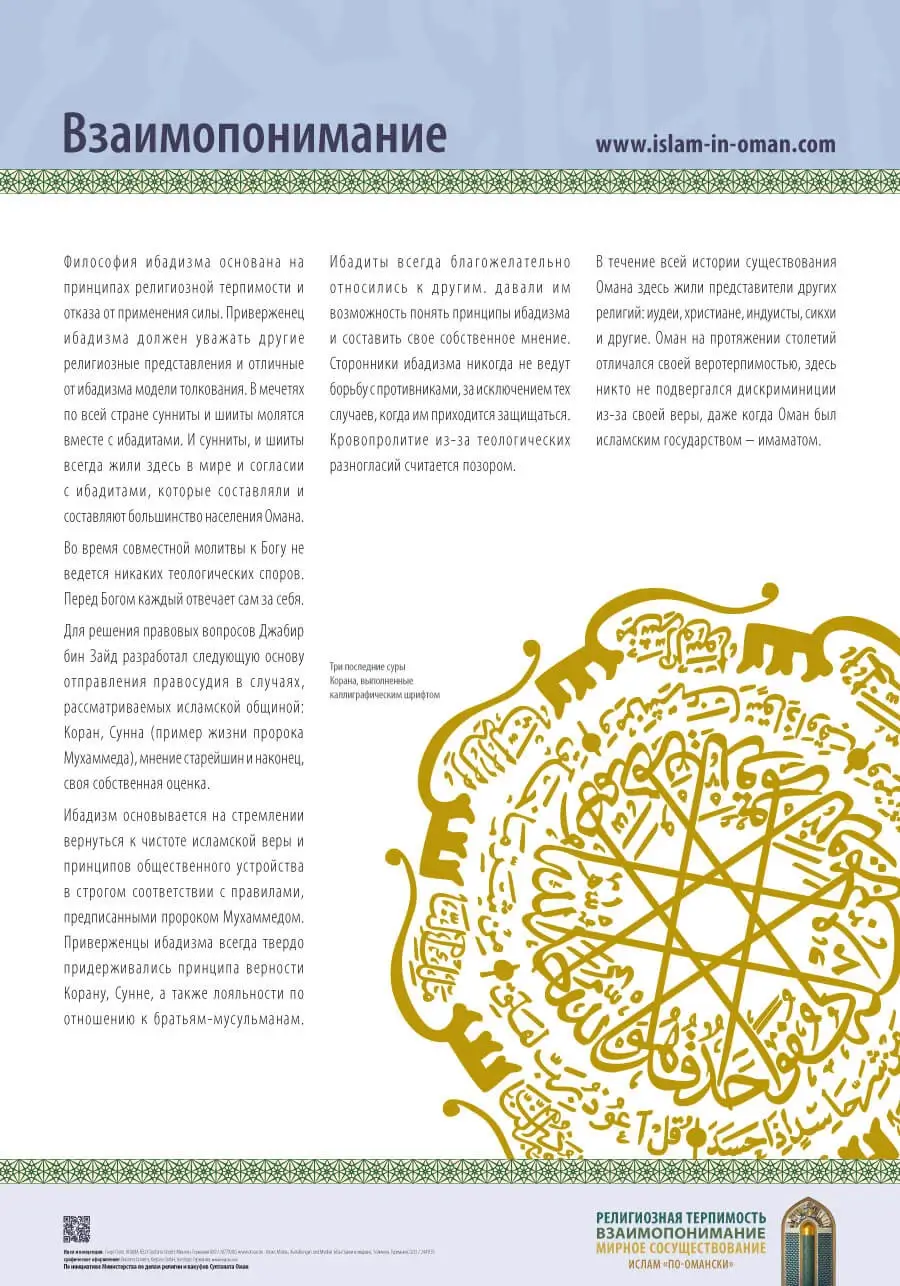 Взаимопонимание
www.islam-in-oman.com
Философия ибадизма основана на
принципах религиозной терпимости и
отказа от применения силы. Приверженец
ибадизма должен уважать другие
религиозные представления и отличные
от ибадизма модели толкования. В мечетях
по всей стране сунниты и шииты молятся
вместе с ибадитами. И сунниты, и шииты
всегда жили здесь в мире и согласии
с ибадитами, которые составляли и
составляют большинство населения Омана.
Во время совместной молитвы к Богу не
ведется никаких теологических споров.
Перед Богом каждый отвечает сам за себя.
Для решения правовых вопросов Джабир
бин Зайд разработал следующую основу
отправления правосудия в случаях,
рассматриваемых исламской общиной:
Коран, Сунна (пример жизни пророка
Мухаммеда), мнение старейшин и наконец,
своя собственная оценка.
Ибадизм основывается на стремлении
вернуться к чистоте исламской веры и
принципов общественного устройства
в строгом соответствии с правилами,
предписанными пророком Мухаммедом.
Приверженцы ибадизма всегда твердо
придерживались принципа верности
Корану, Сунне, а также лояльности по
отношению к братьям-мусульманам.
Ибадиты всегда благожелательно
относились к другим. давали им
возможность понять принципы ибадизма
и составить свое собственное мнение.
Сторонники ибадизма никогда не ведут
борьбу с противниками, за исключением тех
случаев, когда им приходится защищаться.
Кровопролитие из-за теологических
разногласий считается позором.
В течение всей истории существования
Омана здесь жили представители других
религий: иудеи, христиане, индуисты, сикхи
и другие. Оман на протяжении столетий
отличался своей веротерпимостью, здесь
никто не подвергался дискриминиции
из-за своей веры, даже когда Оман был
исламским государством – имаматом.
Три последние суры
Корана, выполненные
каллиграфическим шрифтом
По инициативе Министерства по делам религии и вакуфов Султаната Оман
РЕЛИГИОЗНАЯ ТЕРПИМОСТЬ
ВЗАИМОПОНИМАНИЕ
МИРНОЕ СОСУЩЕСТВОВАНИЕ
ИСЛАМ «ПО-ОМАНСКИ»